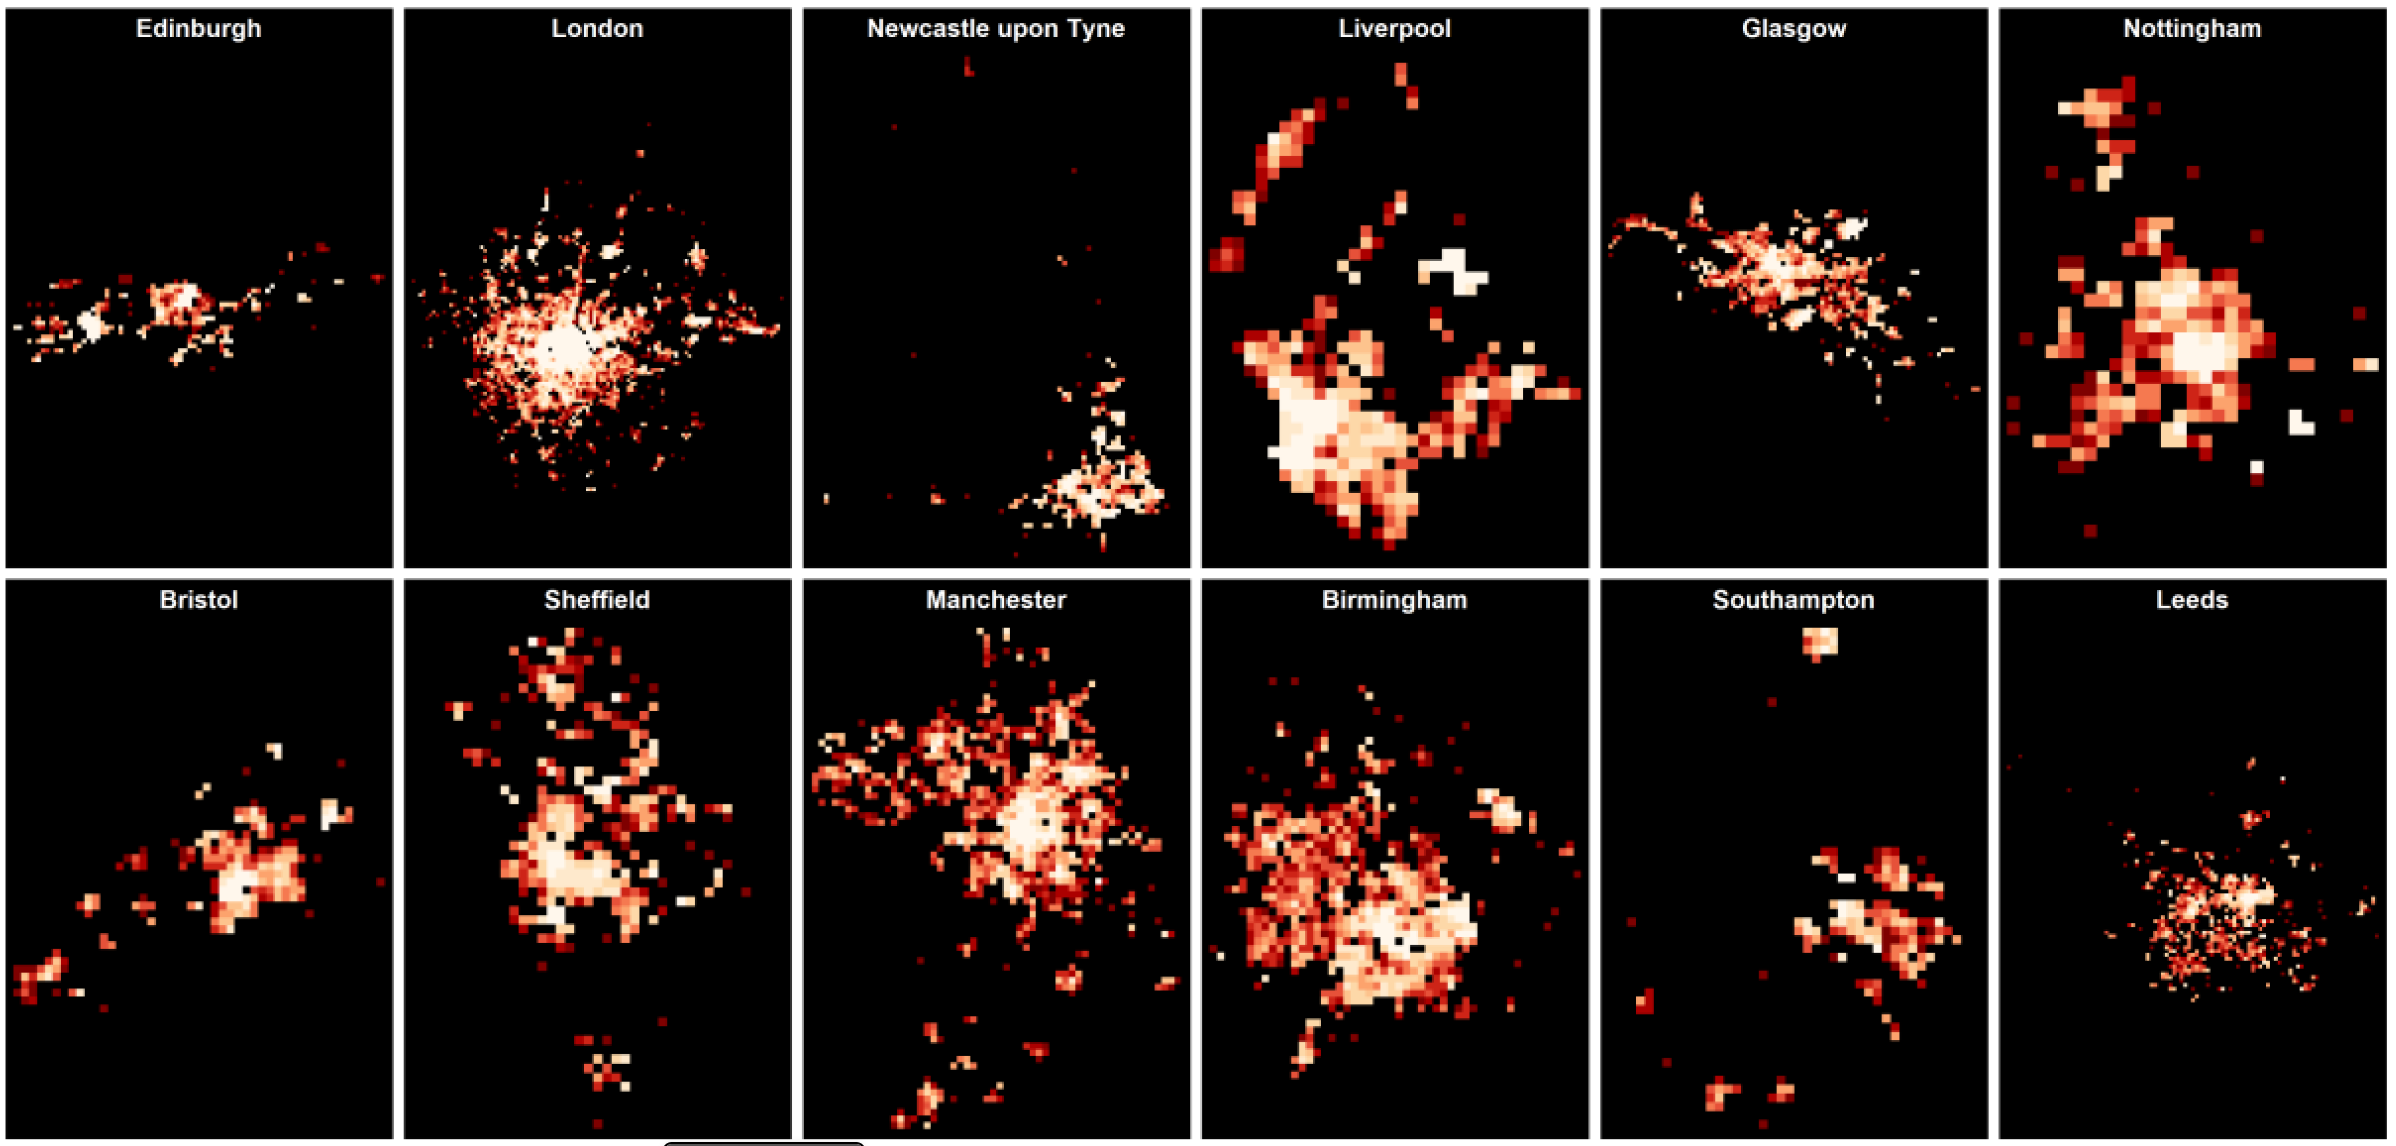 Edinburgh
London
Newcastle upon Tyne
Liverpool
Glasgow
Nottingham
Bristol
Sheffield
Manchester
Birmingham
Southampton
Leeds